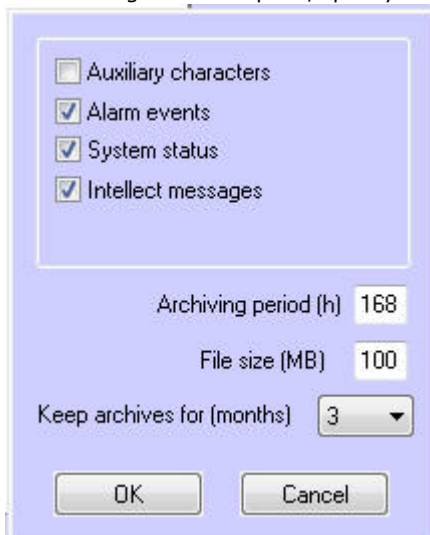 Auxiliary characters
Alarm events
System status
Intellect messages
Archiving period (h) 168
File size (MB) 100
Keep archives for (months) 3
OK Cancel